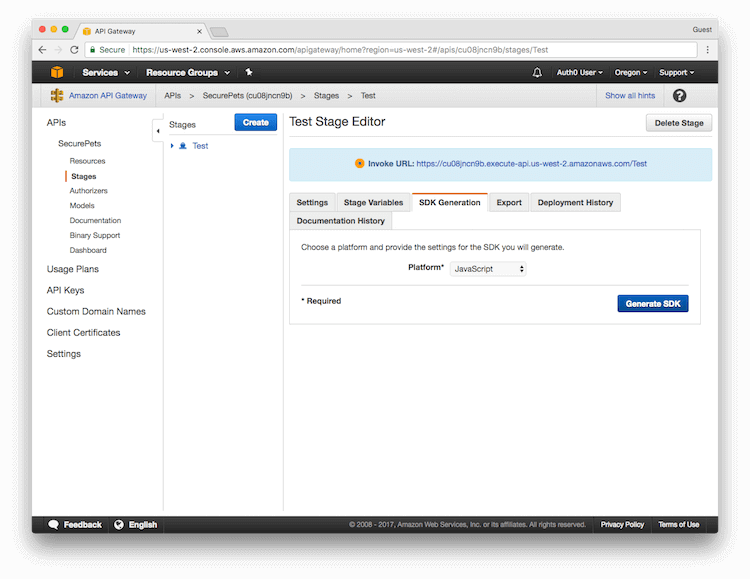 API Gateway
Guest
Secure https://us-west-2.console.aws.amazon.com/apigateway/home?region=us-west-2#/apis/cu08jncn9b/stages/Test
Services Resource Groups Auth0 User Oregon Support
Amazon API Gateway APIs > SecurePets (cu08jncn9b) > Stages > Test Show all hints ?
APIs
SecurePets
Resources
Stages
Authorizers
Models
Documentation
Binary Support
Dashboard
Usage Plans
API Keys
Custom Domain Names
Client Certificates
Settings
Stages Create
Test
Test Stage Editor Delete Stage
Invoke URL: https://cu08jncn9b.execute-api.us-west-2.amazonaws.com/Test
Settings Stage Variables SDK Generation Export Deployment History
Documentation History
Choose a platform and provide the settings for the SDK you will generate.
Platform* JavaScript
* Required Generate SDK
Feedback English © 2008 - 2017, Amazon Web Services, Inc. or its affiliates. All rights reserved. Privacy Policy Terms of Use